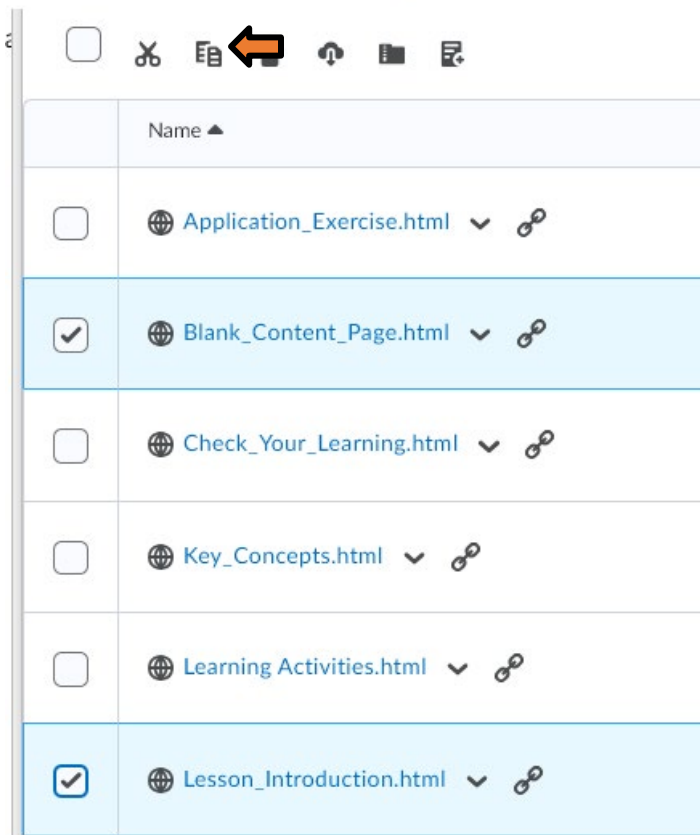 Name
Application_Exercise.html
Blank_Content_Page.html
Check_Your_Learning.html
Key_Concepts.html
Learning Activities.html
Lesson_Introduction.html